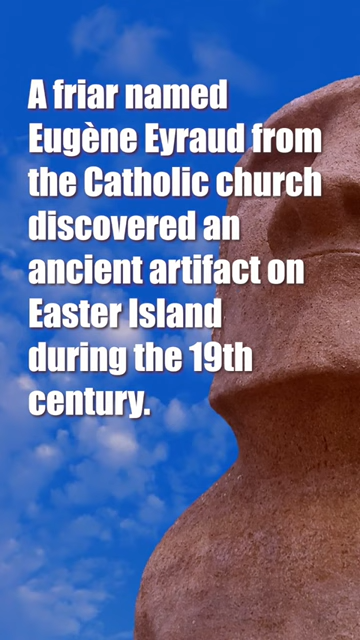 A friar named
Eugène Eyraud from
the Catholic church
discovered an
ancient artifact on
Easter Island
during the 19th
century.